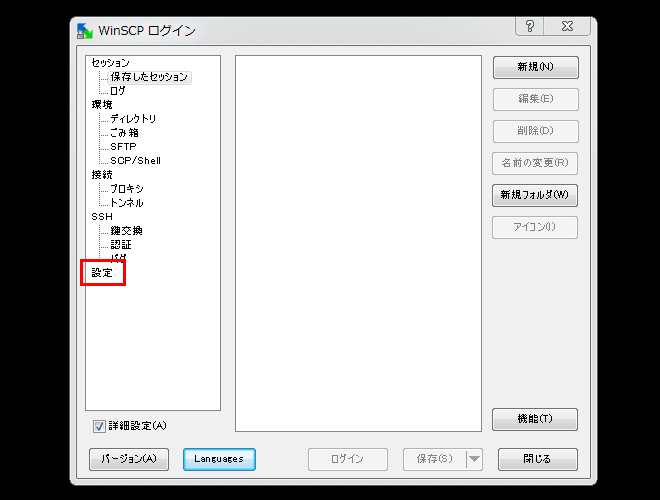 WinSCP ログイン
セッション
保存したセッション
ログ
環境
ディレクトリ
ごみ箱
SFTP
SCP/Shell
接続
プロキシ
トンネル
SSH
鍵交換
認証
バグ
設定
詳細設定(A)
新規(N)
編集(E)
削除(D)
名前の変更(R)
新規フォルダ(W)
アイコン(I)
機能(T)
バージョン(A)
Languages
ログイン
保存(S)
閉じる